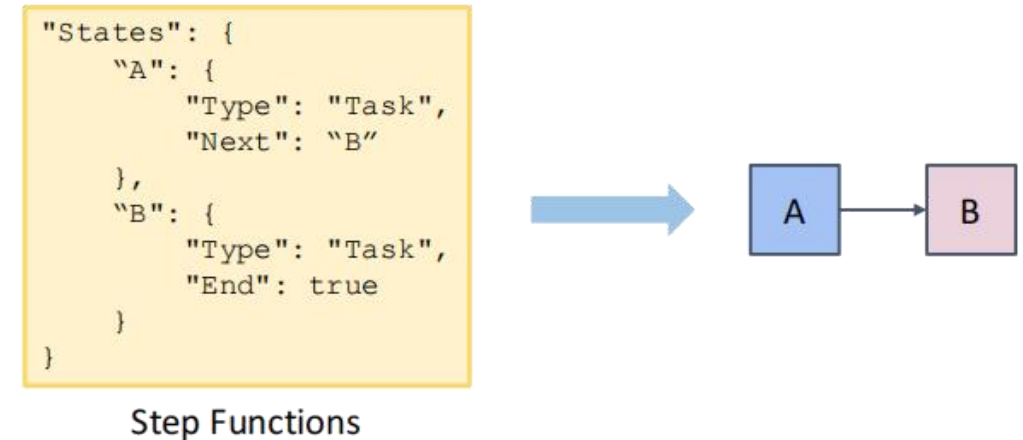 "States": {
“A": {
"Type": "Task",
"Next": “B”
},
“B": {
"Type": "Task",
"End": true
}
}
Step Functions
A
B